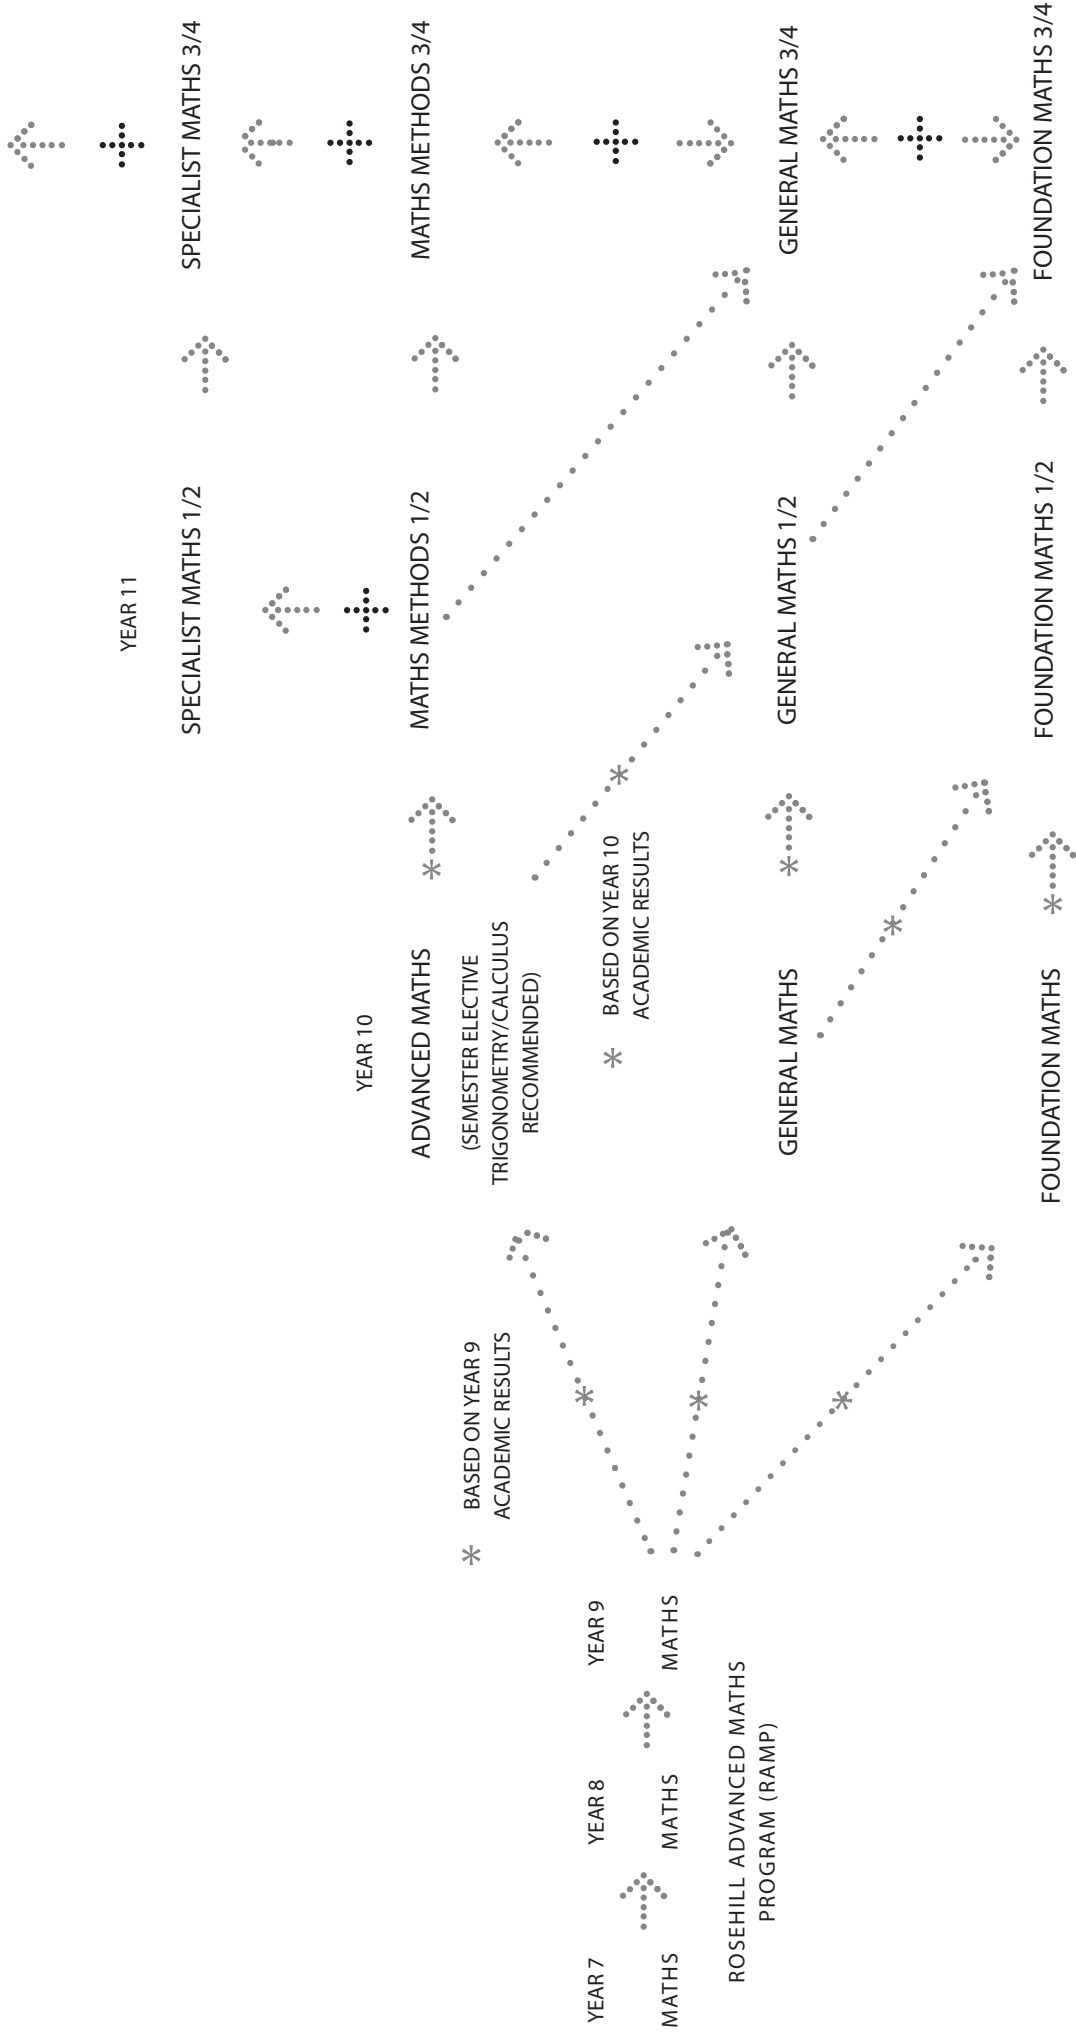 YEAR 7
MATHS
YEAR 8
MATHS
YEAR 9
MATHS
ROSEHILL ADVANCED MATHS
PROGRAM (RAMP)
* BASED ON YEAR 9
ACADEMIC RESULTS
YEAR 10
ADVANCED MATHS
(SEMESTER ELECTIVE
TRIGONOMETRY/CALCULUS
RECOMMENDED)
* BASED ON YEAR 10
ACADEMIC RESULTS
GENERAL MATHS
FOUNDATION MATHS
YEAR 11
SPECIALIST MATHS 1/2
MATHS METHODS 1/2
GENERAL MATHS 1/2
FOUNDATION MATHS 1/2
SPECIALIST MATHS 3/4
MATHS METHODS 3/4
GENERAL MATHS 3/4
FOUNDATION MATHS 3/4